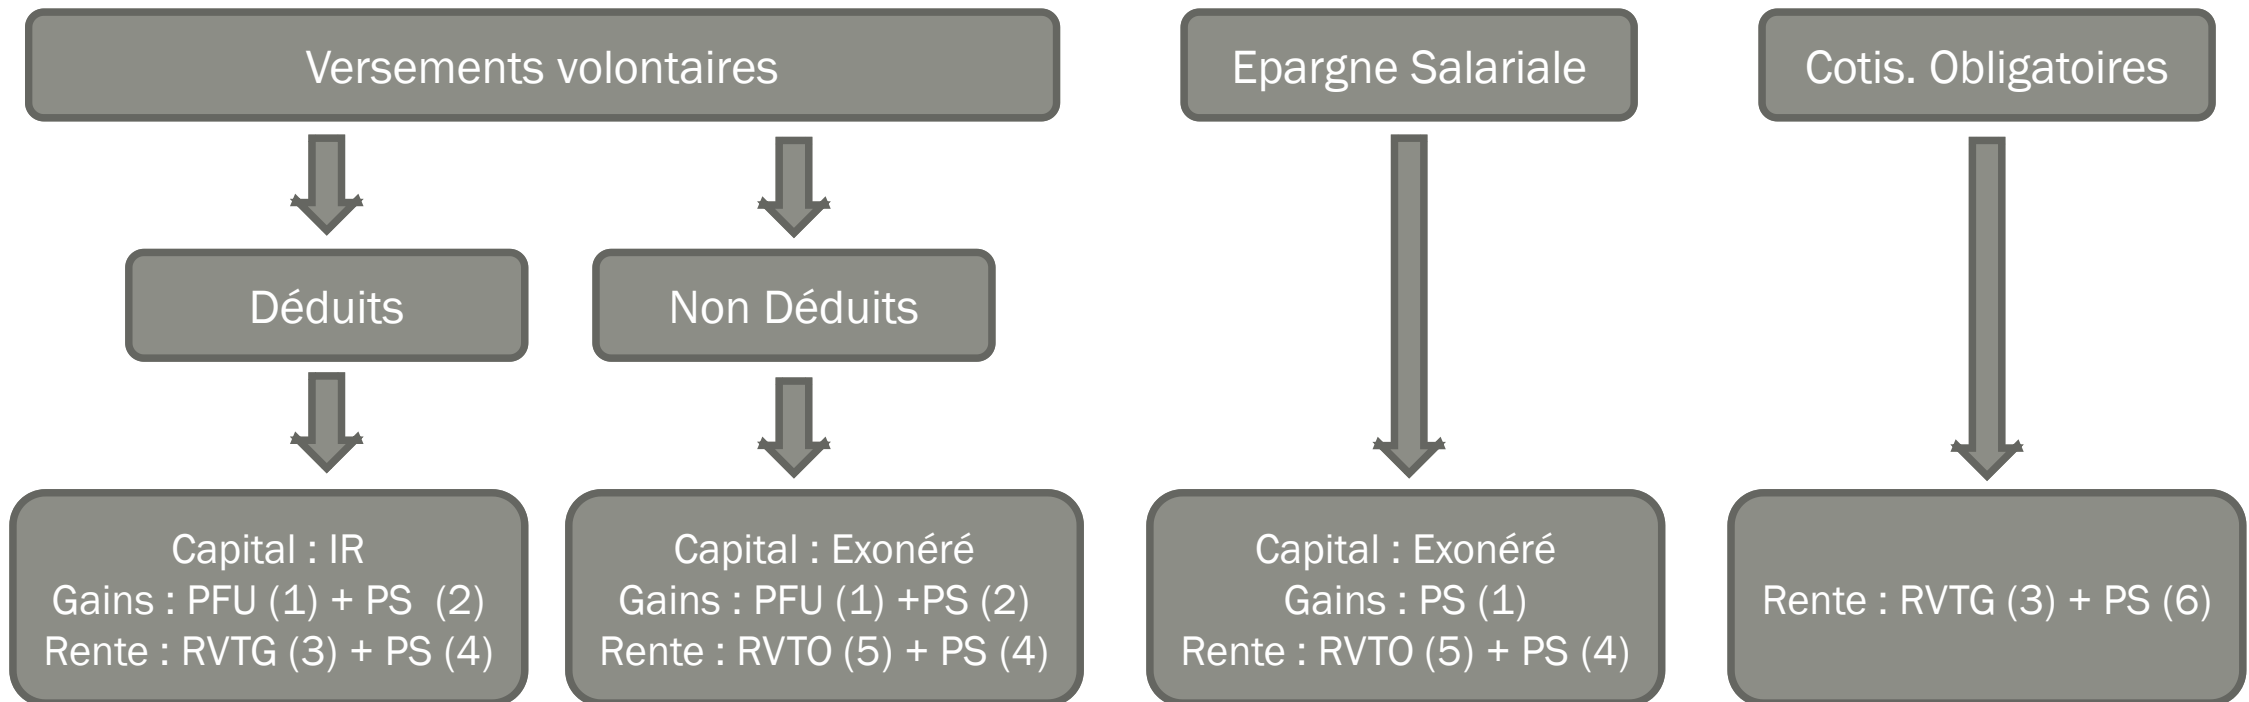 Versements volontaires
Epargne Salariale
Cotis. Obligatoires
Déduits
Non Déduits
Capital : IR
Gains : PFU (1) + PS  (2)
Rente : RVTG (3) + PS (4)
Capital : Exonéré
Gains : PFU (1) +PS (2)
Rente : RVTO (5) + PS (4)
Capital : Exonéré
Gains : PS (1)
Rente : RVTO (5) + PS (4)
Rente : RVTG (3) + PS (6)